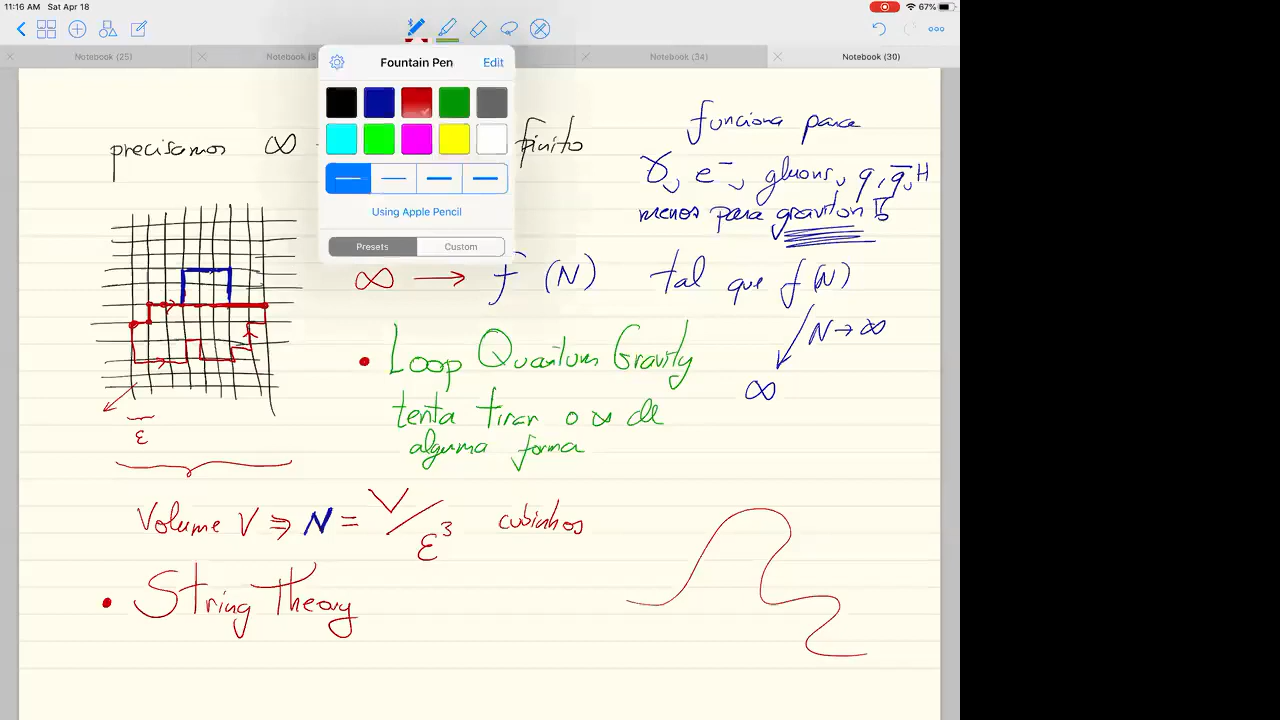 11:16 AM Sat Apr 18
67%
Notebook (25)
Notebook (9
Notebook (34)
Notebook (30)
Fountain Pen
Edit
Using Apple Pencil
Presets
Custom
precisamos ∞
finito
funciona para
γ, e⁻, gluons, q, q̄, H
menos para graviton
∞ → f (N) tal que f(N)
N→∞
∞
• Loop Quantum Gravity
tenta tirar o ∞ de
alguma forma
ε
Volume V ⇒ N = V/ε³ cubinhos
• String Theory